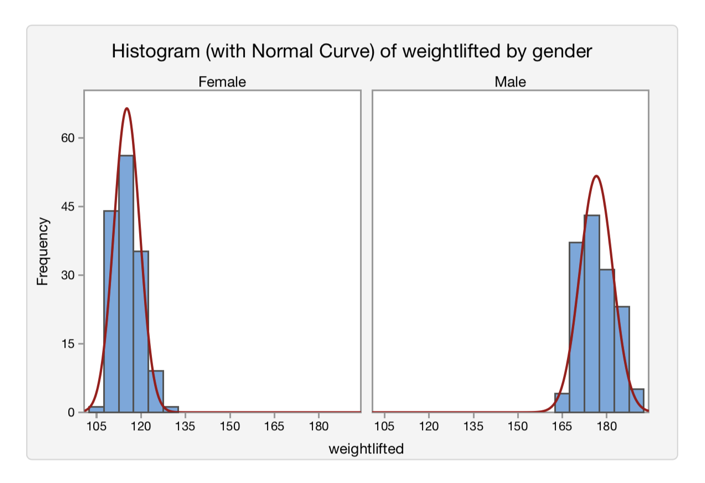 Histogram (with Normal Curve) of weightlifted by gender
Female
Male
Frequency
60
45
30
15
0
105 120 135 150 165 180
105 120 135 150 165 180
weightlifted